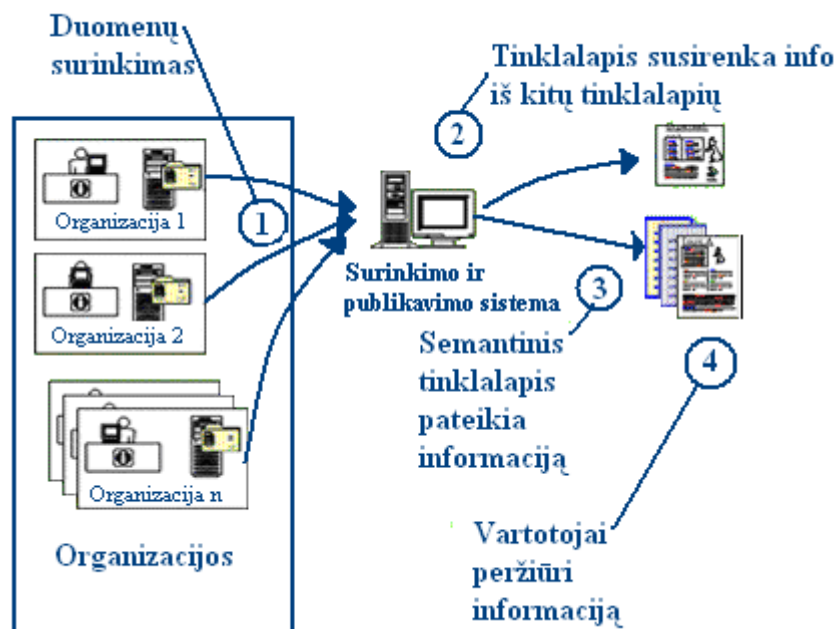 Duomenų
surinkimas
Organizacija 1
Organizacija 2
Organizacija n
Organizacijos
1
Surinkimo ir
publikavimo sistema
2
Tinklalapis susirenka info
iš kitų tinklalapių
3
Semantinis
tinklalapis
pateikia
informaciją
4
Vartotojai
peržiūri
informaciją